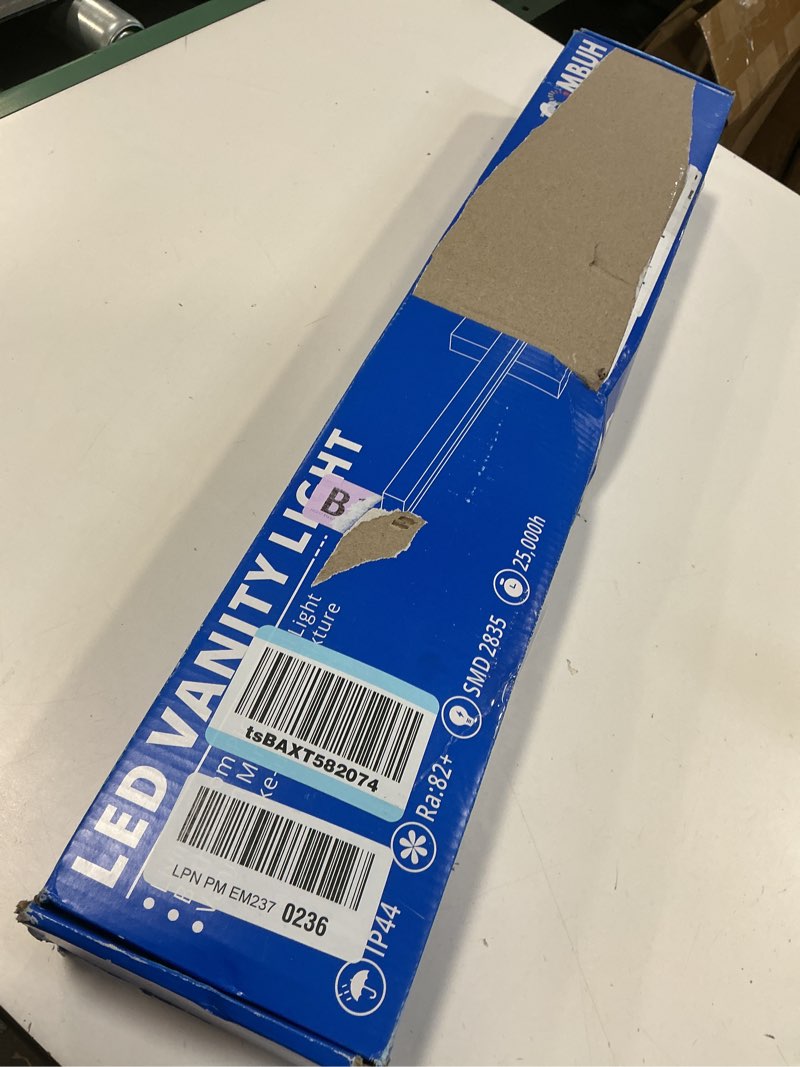 MBUH
LED VANITY LIGHT
B
Light
xture
tsBAXT582074
LPN PM EM237 0236
IP44
Ra:82+
SMD 2835
25,000h